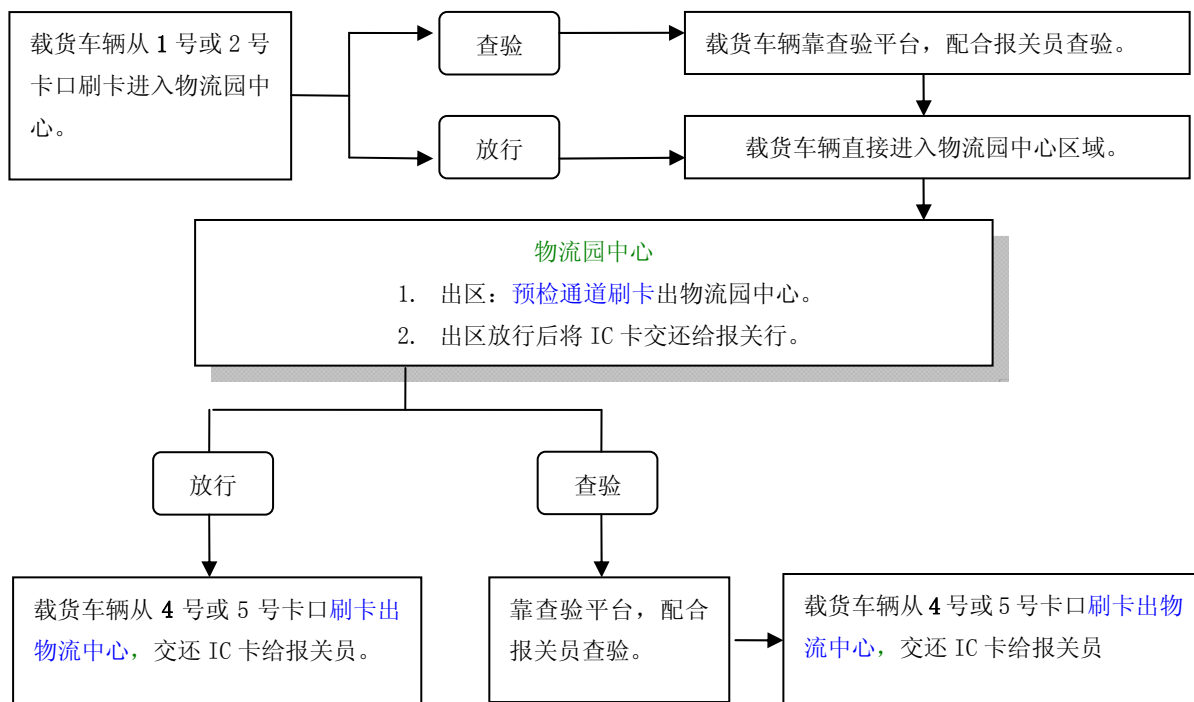 载货车辆从 1 号或 2 号
卡口刷卡进入物流园中
心。
查验
载货车辆靠查验平台，配合报关员查验。
放行
载货车辆直接进入物流园中心区域。
物流园中心
1. 出区：预检通道刷卡出物流园中心。
2. 出区放行后将 IC 卡交还给报关行。
放行
查验
载货车辆从 4 号或 5 号卡口刷卡出
物流中心，交还 IC 卡给报关员。
靠查验平台，配合
报关员查验。
载货车辆从 4 号或 5 号卡口刷卡出物
流中心，交还 IC 卡给报关员